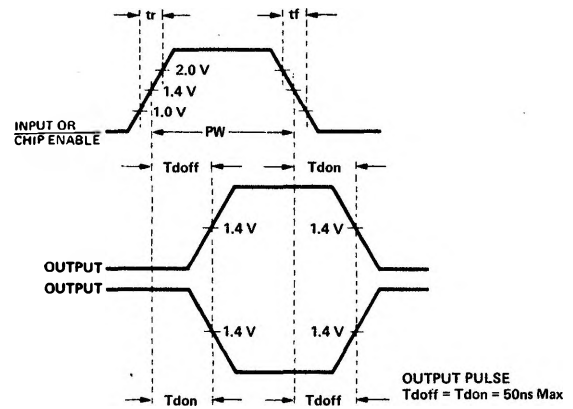 tr
tf
2.0 V
1.4 V
1.0 V
INPUT OR
CHIP ENABLE
PW
Tdoff
Tdon
1.4 V
1.4 V
OUTPUT
OUTPUT
1.4 V
1.4 V
OUTPUT PULSE
Tdoff = Tdon = 50ns Max
Tdon
Tdoff